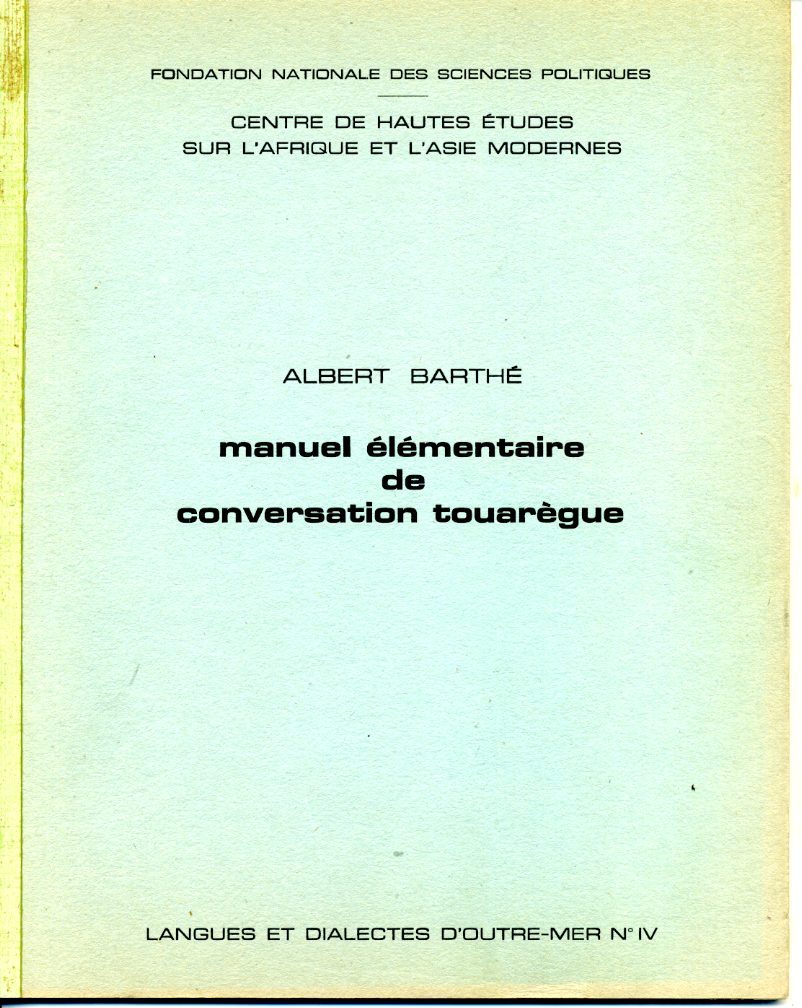 FONDATION NATIONALE DES SCIENCES POLITIQUES
CENTRE DE HAUTES ÉTUDES
SUR L'AFRIQUE ET L'ASIE MODERNES
ALBERT BARTHÉ
manuel élémentaire
de
conversation touarègue
LANGUES ET DIALECTES D'OUTRE-MER N° IV